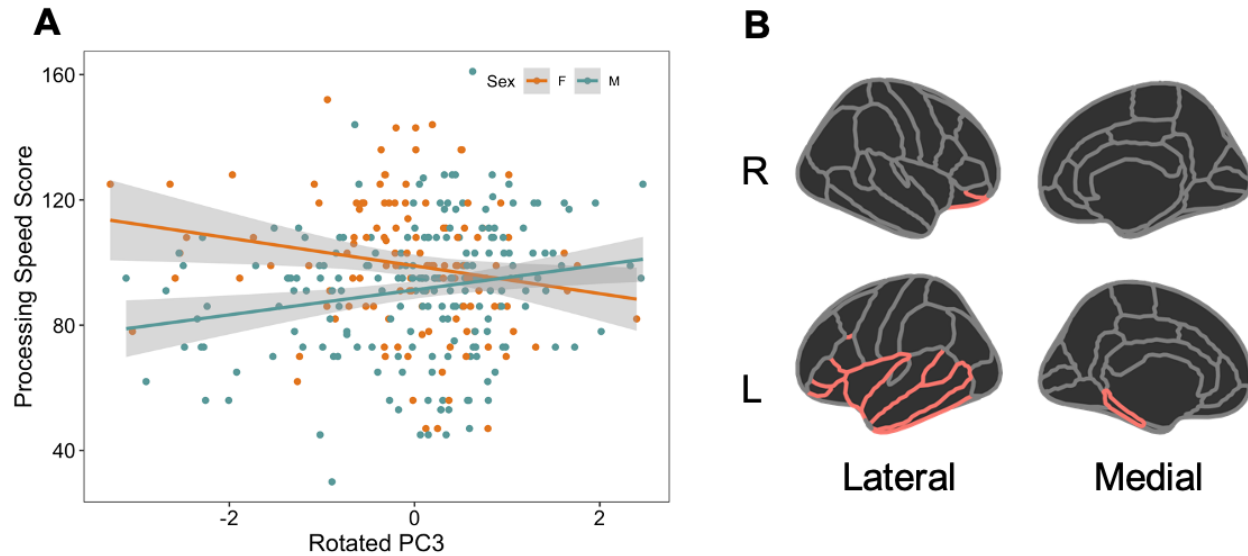 A
B
Sex F M
160
120
80
40
Processing Speed Score
-2 0 2
Rotated PC3
R
L
Lateral Medial